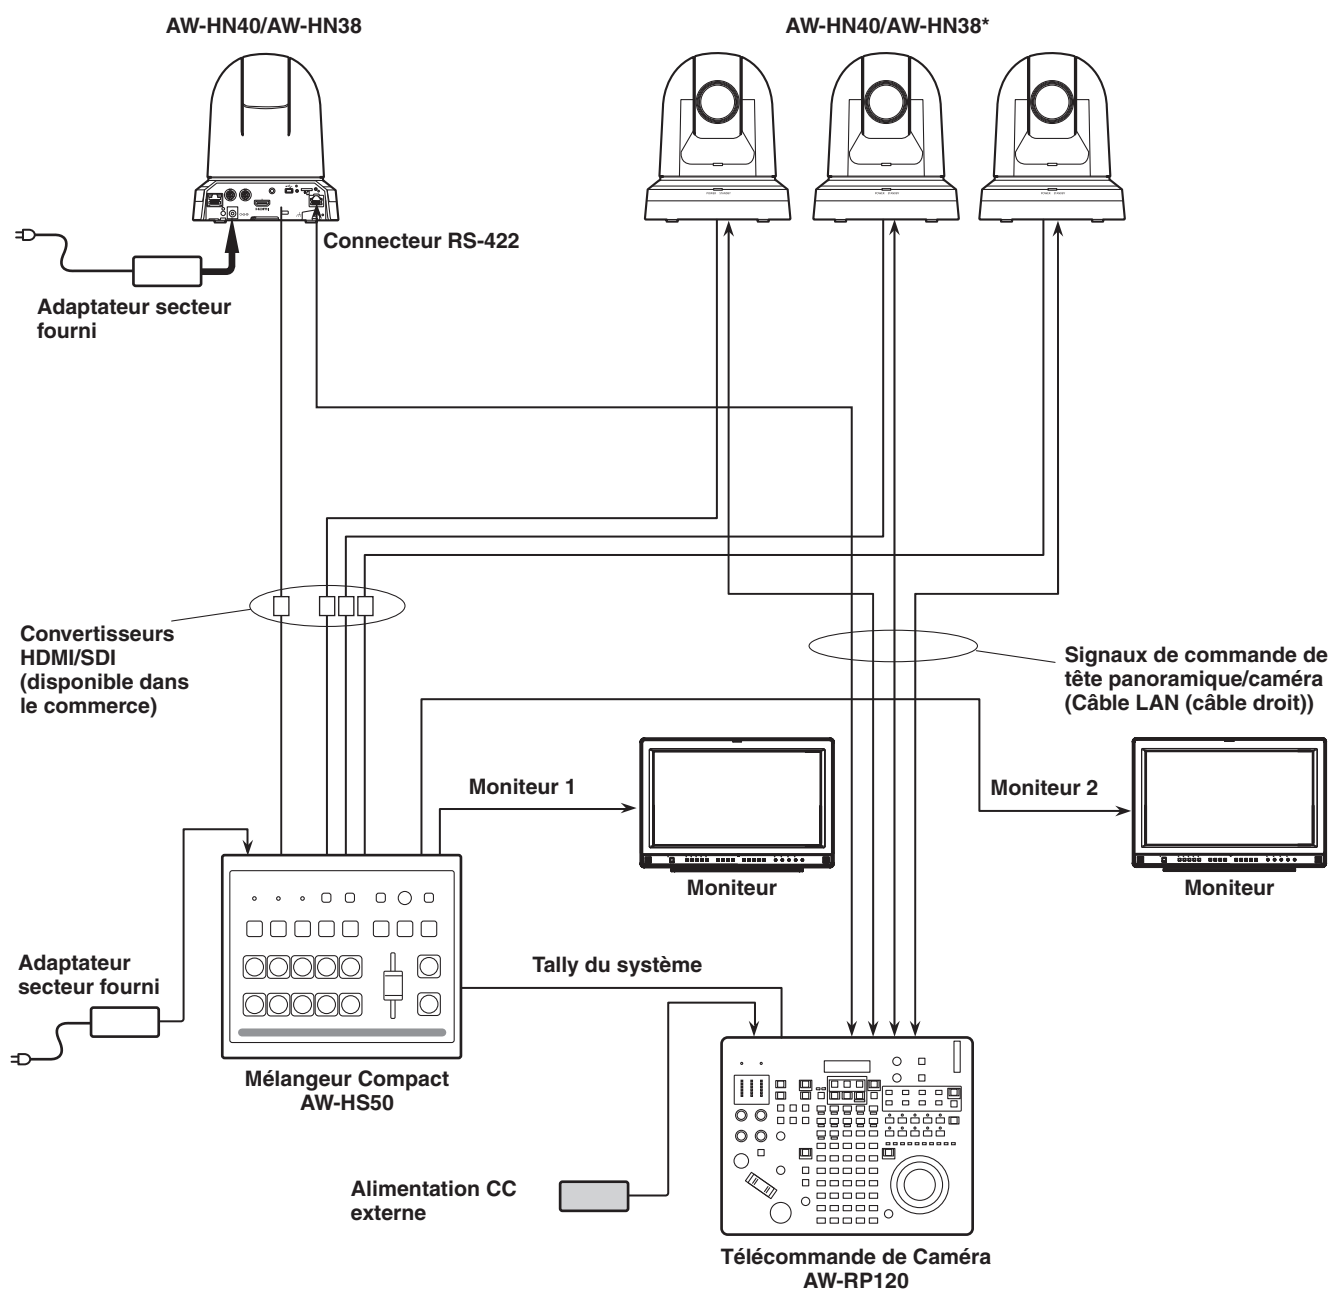 AW-HN40/AW-HN38
AW-HN40/AW-HN38*
Connecteur RS-422
Adaptateur secteur
fourni
Convertisseurs
HDMI/SDI
(disponible dans
le commerce)
Signaux de commande de
tête panoramique/caméra
(Câble LAN (câble droit))
Moniteur 1
Moniteur 2
Moniteur
Moniteur
Adaptateur
secteur fourni
Tally du système
Mélangeur Compact
AW-HS50
Alimentation CC
externe
Télécommande de Caméra
AW-RP120